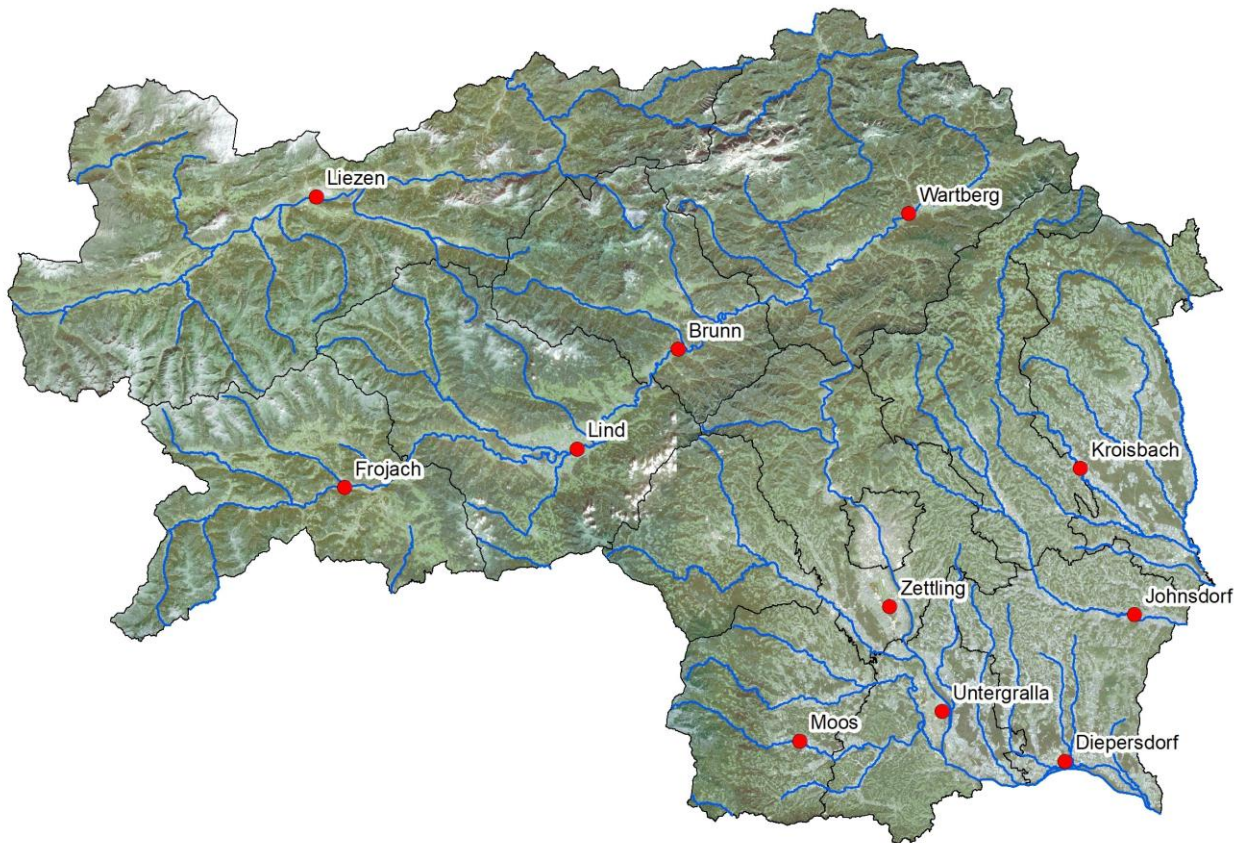 Liezen
Wartberg
Brunn
Lind
Frojach
Kroisbach
Zettling
Johnsdorf
Untergralla
Moos
Diepersdorf